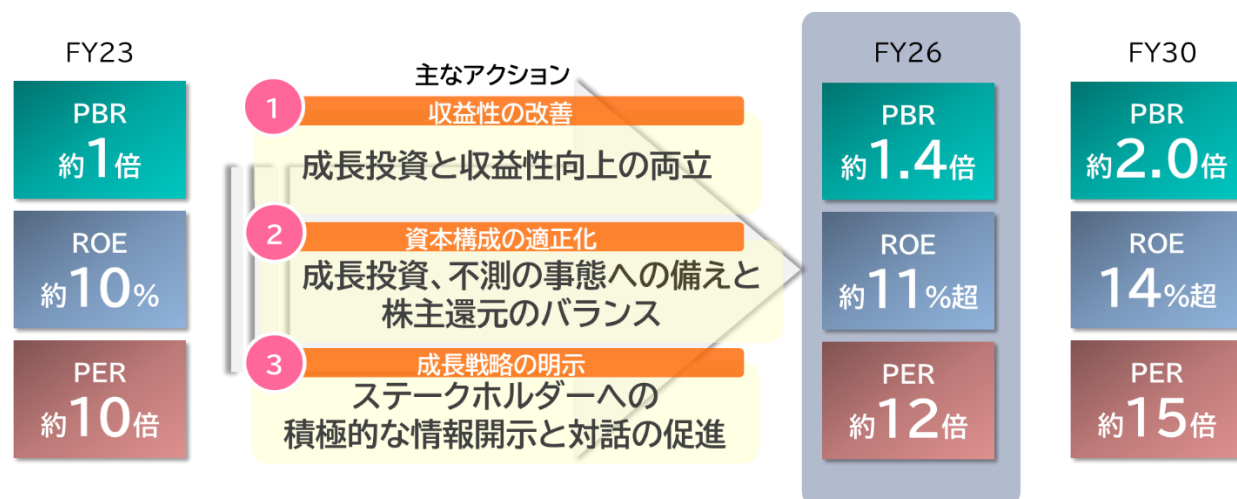 FY23
PBR
約1倍
ROE
約10%
PER
約10倍
主なアクション
1
収益性の改善
成長投資と収益性向上の両立
2
資本構成の適正化
成長投資、不測の事態への備えと
株主還元のバランス
3
成長戦略の明示
ステークホルダーへの
積極的な情報開示と対話の促進
FY26
PBR
約1.4倍
ROE
約11%超
PER
約12倍
FY30
PBR
約2.0倍
ROE
14%超
PER
約15倍